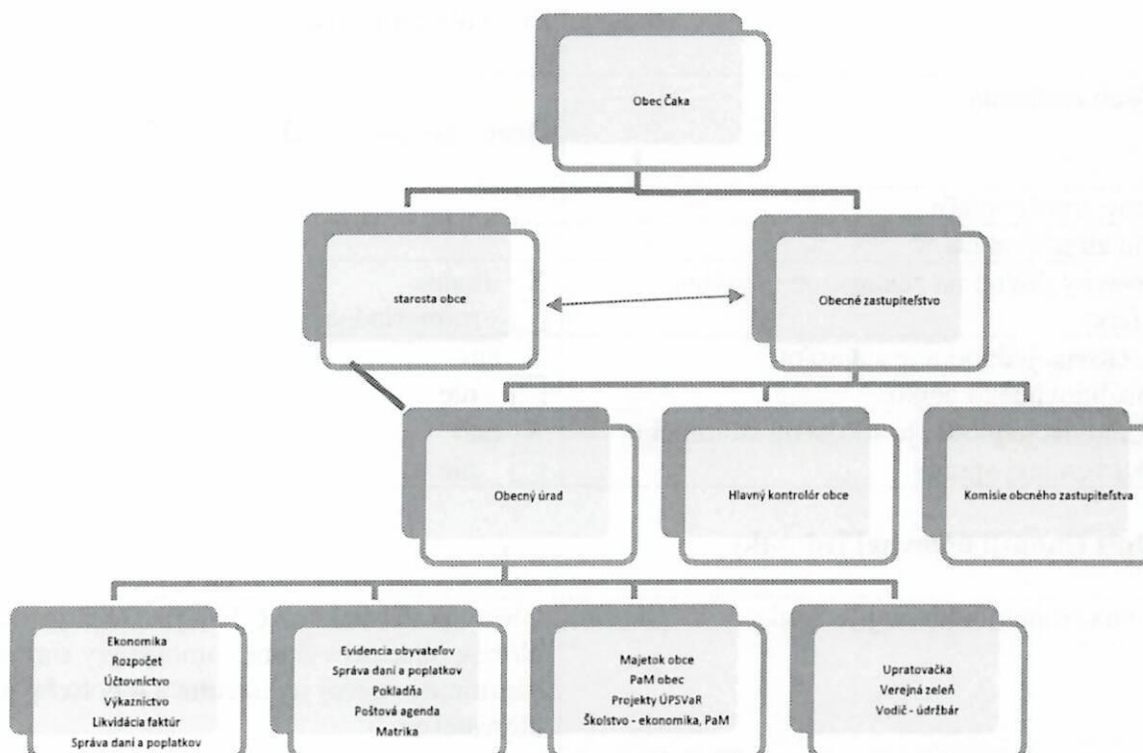 Obec Čaka
starosta obce
Obecné zastupiteľstvo
Obecný úrad
Hlavný kontrolór obce
Komisie obcného zastupiteľstva
Ekonomika
Rozpočet
Účtovníctvo
Výkazníctvo
Likvidácia faktúr
Správa daní a poplatkov
Evidencia obyvateľov
Správa daní a poplatkov
Pokladňa
Poštová agenda
Matrika
Majetok obce
PaM obec
Projekty ÚPSVaR
Školstvo - ekonomika, PaM
Upratovačka
Verejná zeleň
Vodič - údržbár